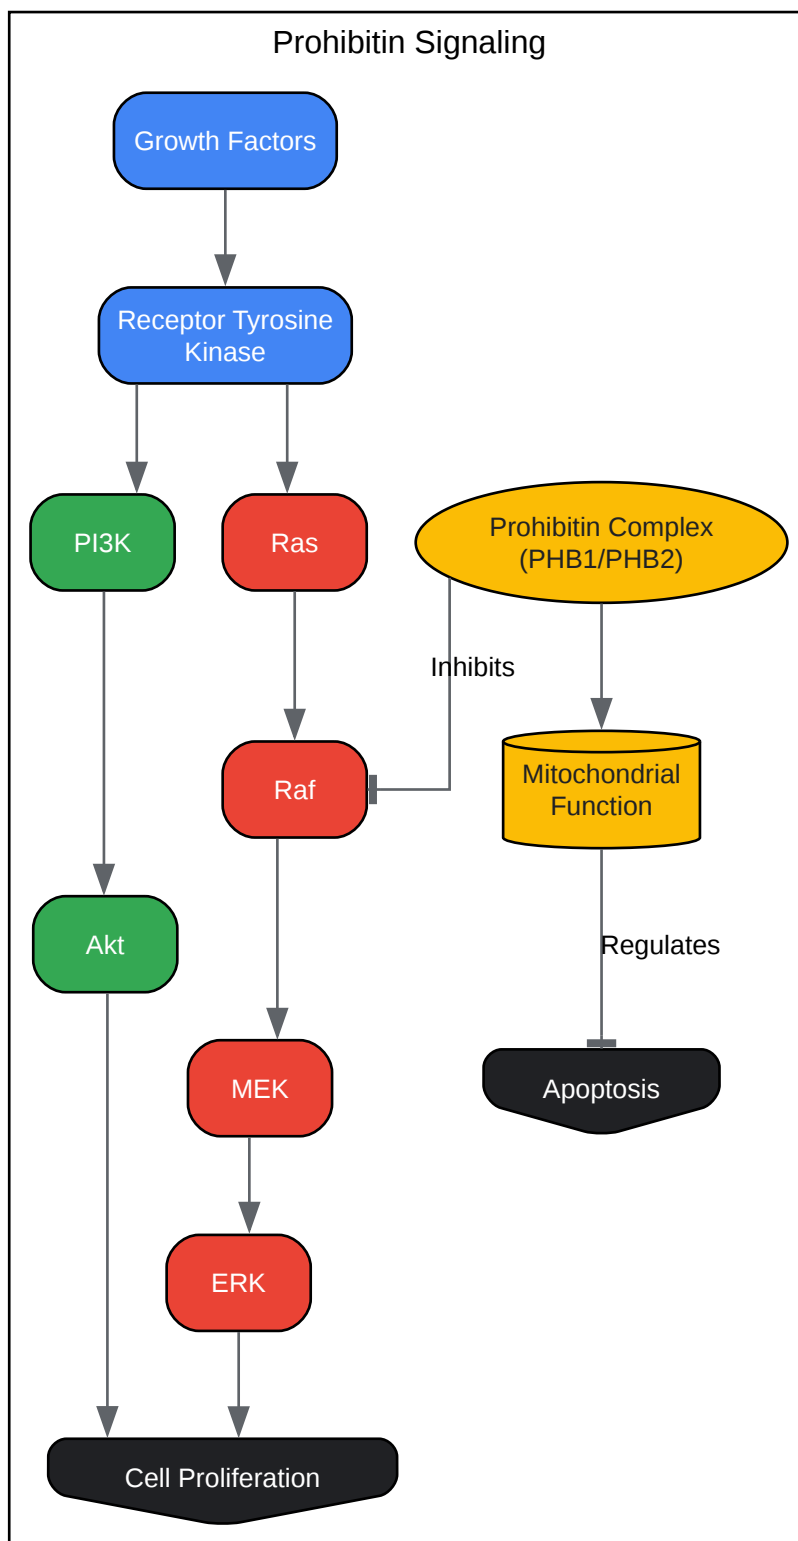 Prohibitin Signaling
Growth Factors
Receptor Tyrosine
Kinase
PI3K
Ras
Prohibitin Complex
(PHB1/PHB2)
Inhibits
Raf
Mitochondrial
Function
Akt
Regulates
MEK
Apoptosis
ERK
Cell Proliferation